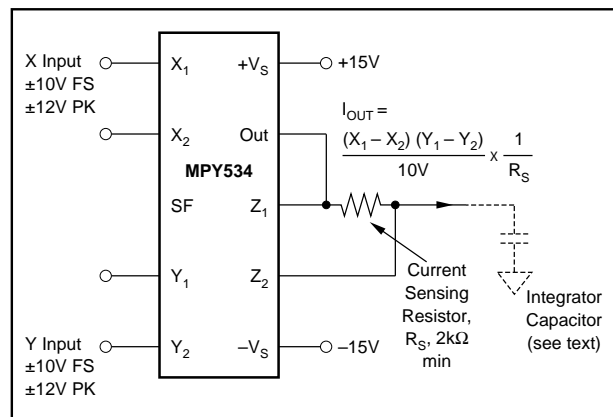 X Input
±10V FS
±12V PK
X1
X2
SF
Y1
Y Input
±10V FS
±12V PK
Y2
MPY534
+VS
+15V
Out
Z1
Z2
–VS
–15V
IOUT =
(X1 – X2) (Y1 – Y2)
10V
x
1
RS
Current
Sensing
Resistor,
RS, 2kΩ
min
Integrator
Capacitor
(see text)